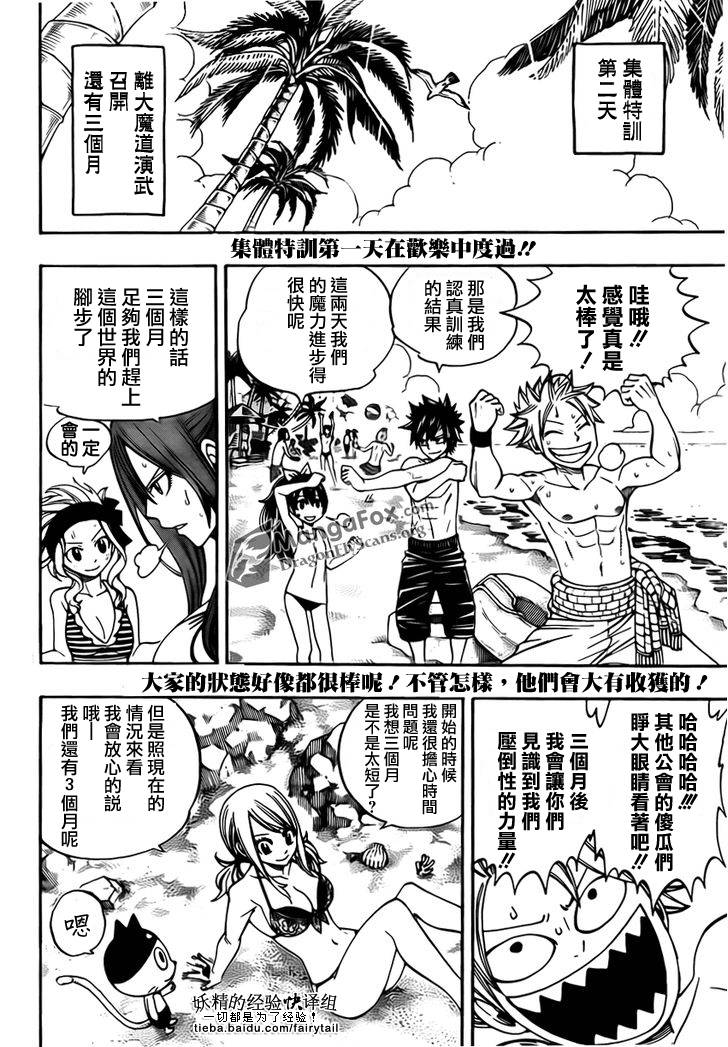 集體特訓
第二天
離大魔道演武
召開
還有三個月
集體特訓第一天在歡樂中度過!!
哇哦!!
感覺真是
太棒了!
那是我們
認真訓練
的結果
這兩天我們
的魔力進步得
很快呢
這樣的話
三個月
足夠我們趕上
這個世界的
腳步了
一定
會的
MangaFox.com
DragonFlyScans.org
大家的狀態好像都很棒呢!不管怎樣，他們會大有收獲的!
哈哈哈哈
哈哈哈!!
其他公會的傻瓜們
睜大眼睛看著吧!!
三個月後
我會讓你們
見識到我們
壓倒性的力量!!
開始的時候
我還很擔心時間
問題呢
我想三個月
是不是太短了?
但是照現在的
情況來看
我會放心的說
哦—
我們還有3個月呢
嗯
妖精的经验快译组
一切都是为了经验!
tieba.baidu.com/fairytail